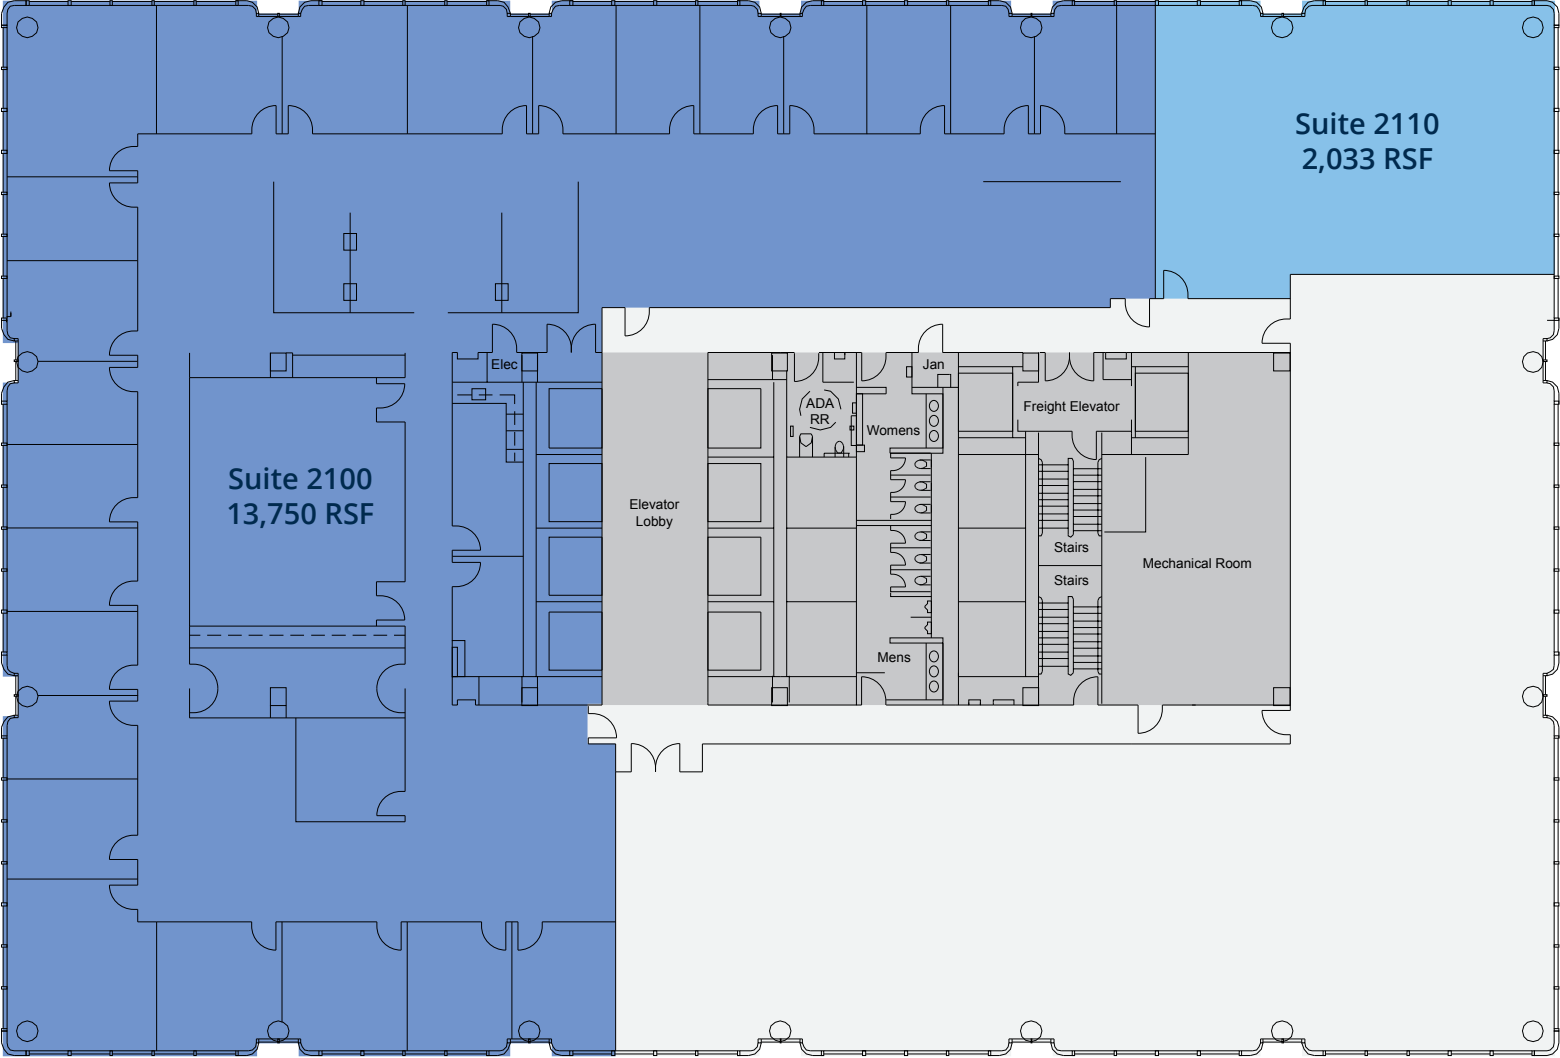 Suite 2110
2,033 RSF
Elec
Jan
ADA
RR
Freight Elevator
Womens
Suite 2100
13,750 RSF
Elevator
Lobby
Stairs
Mechanical Room
Stairs
Mens